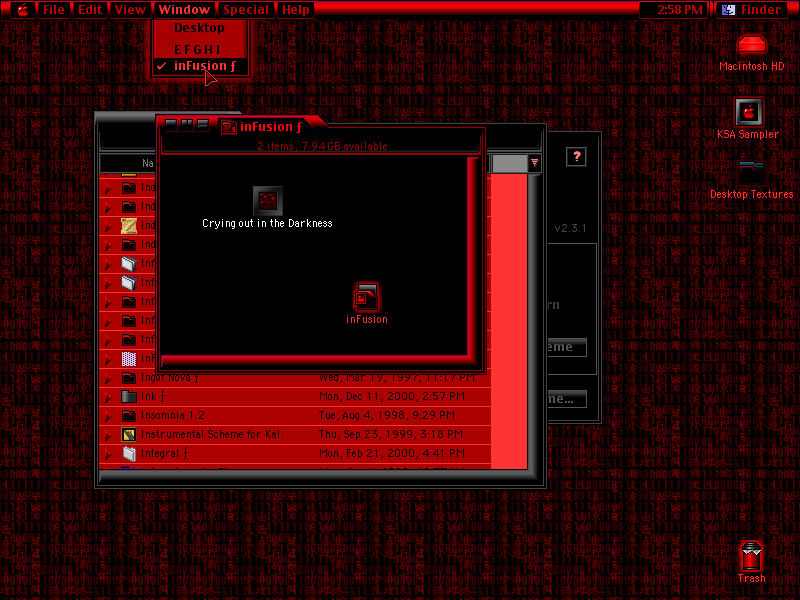 File Edit View Window Special Help 2:58 PM Finder
Desktop
E F G H I
✓ inFusion ƒ
Macintosh HD
KSA Sampler
Desktop Textures
inFusion ƒ
2 items, 7.94 GB available
Na
?
Crying out in the Darkness
inFusion
v2.3.1
Ind
Ind
Ind
Ind
Inf
Inf
Inf
Inf
Inf
InF
rn
eme
me...
Ingot Nove ƒ Wed, Mar 19, 1997, 11:17 PM
Ink ƒ Mon, Dec 11, 2000, 2:57 PM
Insomnia 1.2 Tue, Aug 4, 1998, 9:29 PM
Instrumental Scheme for Kal Thu, Sep 23, 1999, 3:18 PM
Integral ƒ Mon, Feb 21, 2000, 4:41 PM
Trash